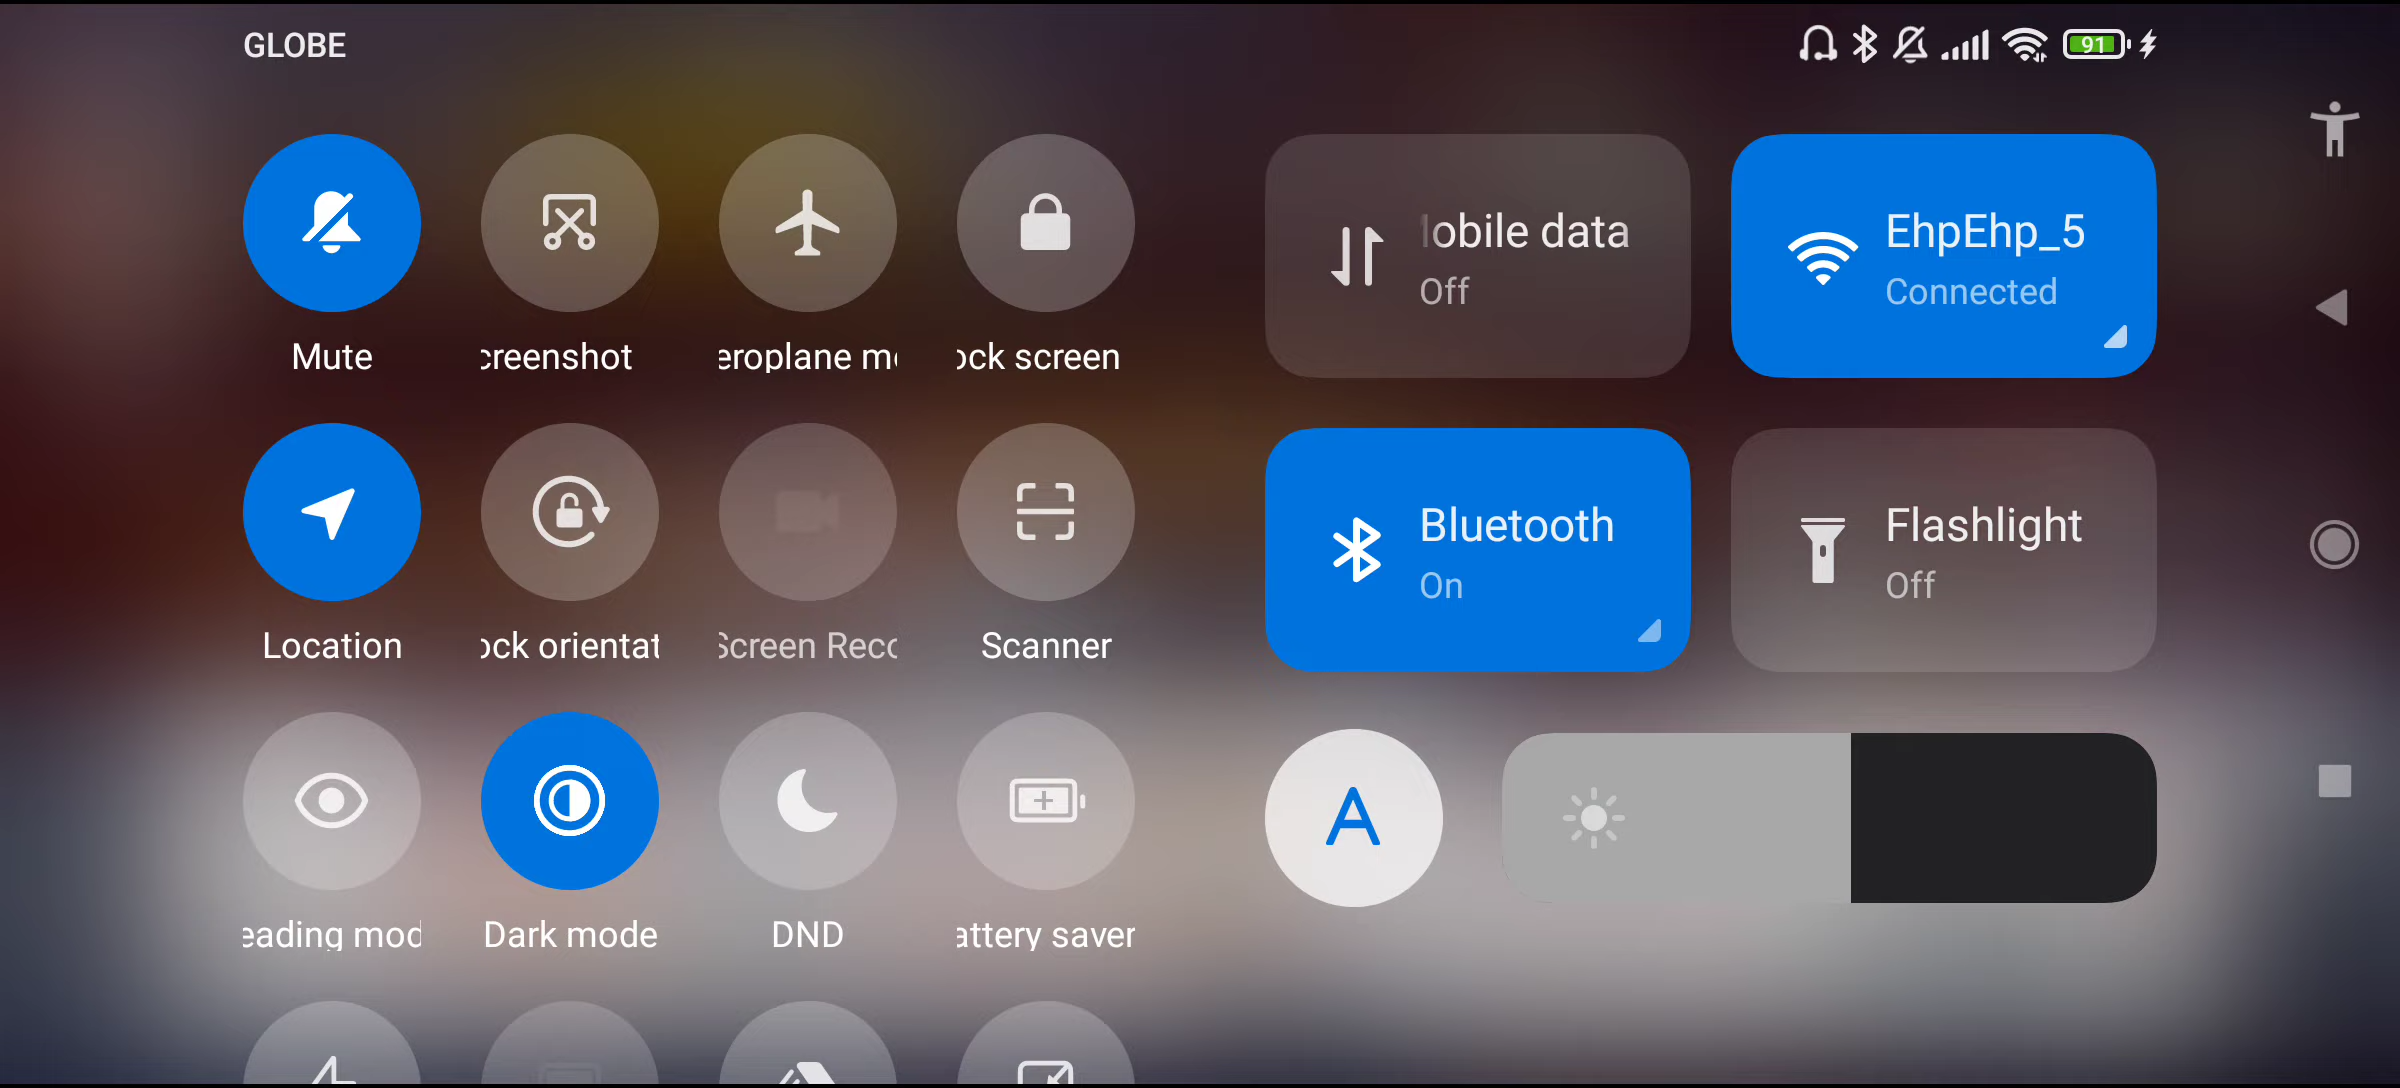 GLOBE
91
Mute
creenshot
eroplane m
ock screen
obile data
Off
EhpEhp_5
Connected
Location
ock orientat
Screen Reco
Scanner
Bluetooth
On
Flashlight
Off
eading mod
Dark mode
DND
attery saver
A